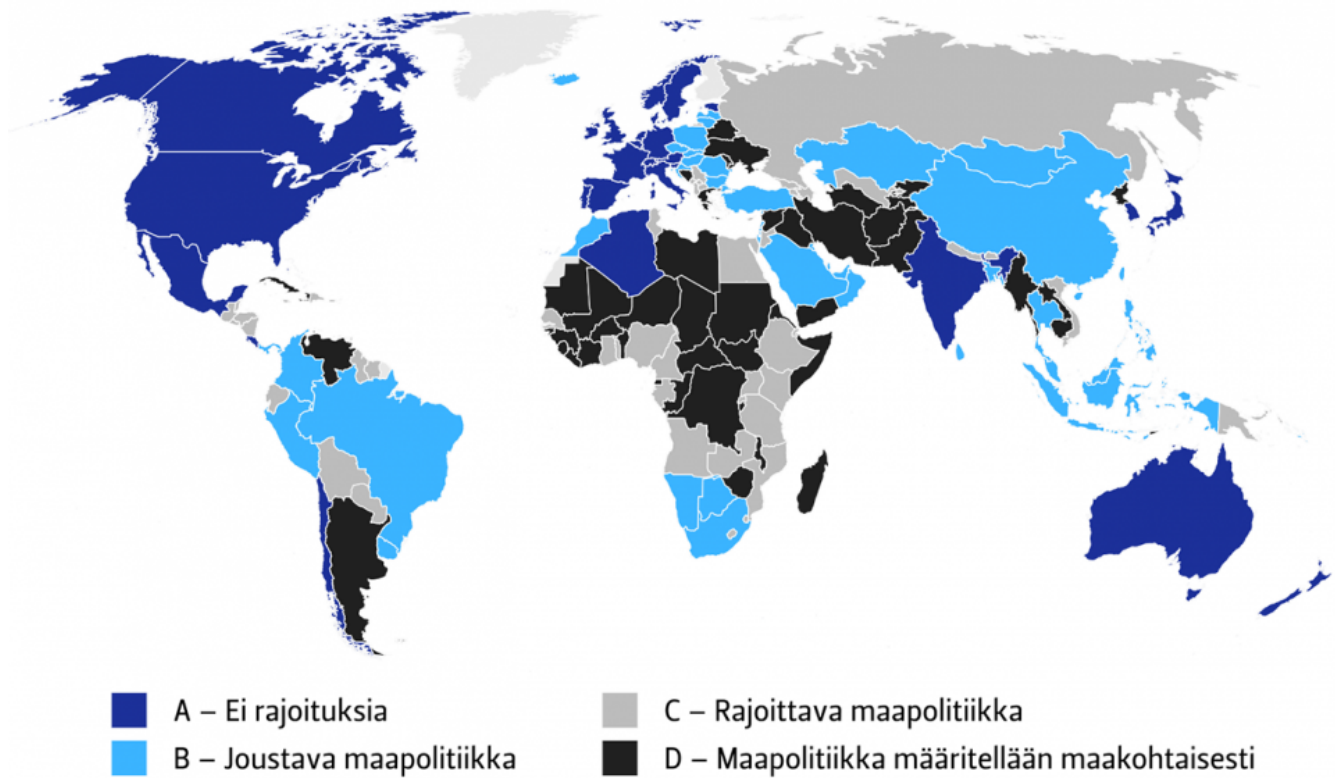 A – Ei rajoituksia
B – Joustava maapolitiikka
C – Rajoittava maapolitiikka
D – Maapolitiikka määritellään maakohtaisesti